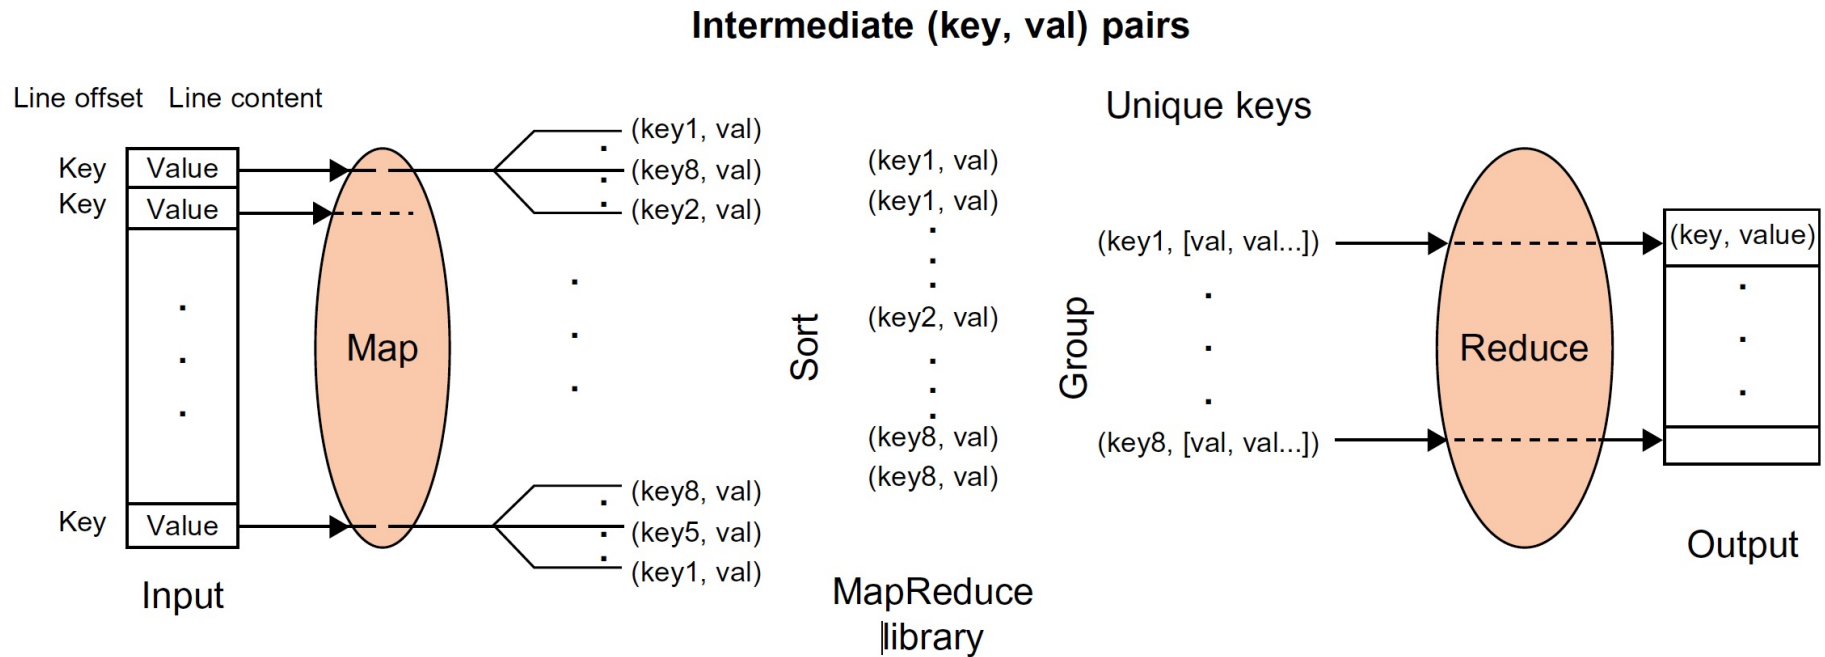 Intermediate (key, val) pairs
Line offset Line content
Key Value
Key Value
Key Value
Input
Map
(key1, val)
(key8, val)
(key2, val)
(key8, val)
(key5, val)
(key1, val)
Sort
(key1, val)
(key1, val)
(key2, val)
(key8, val)
(key8, val)
MapReduce
library
Group
Unique keys
(key1, [val, val...])
(key8, [val, val...])
Reduce
(key, value)
Output